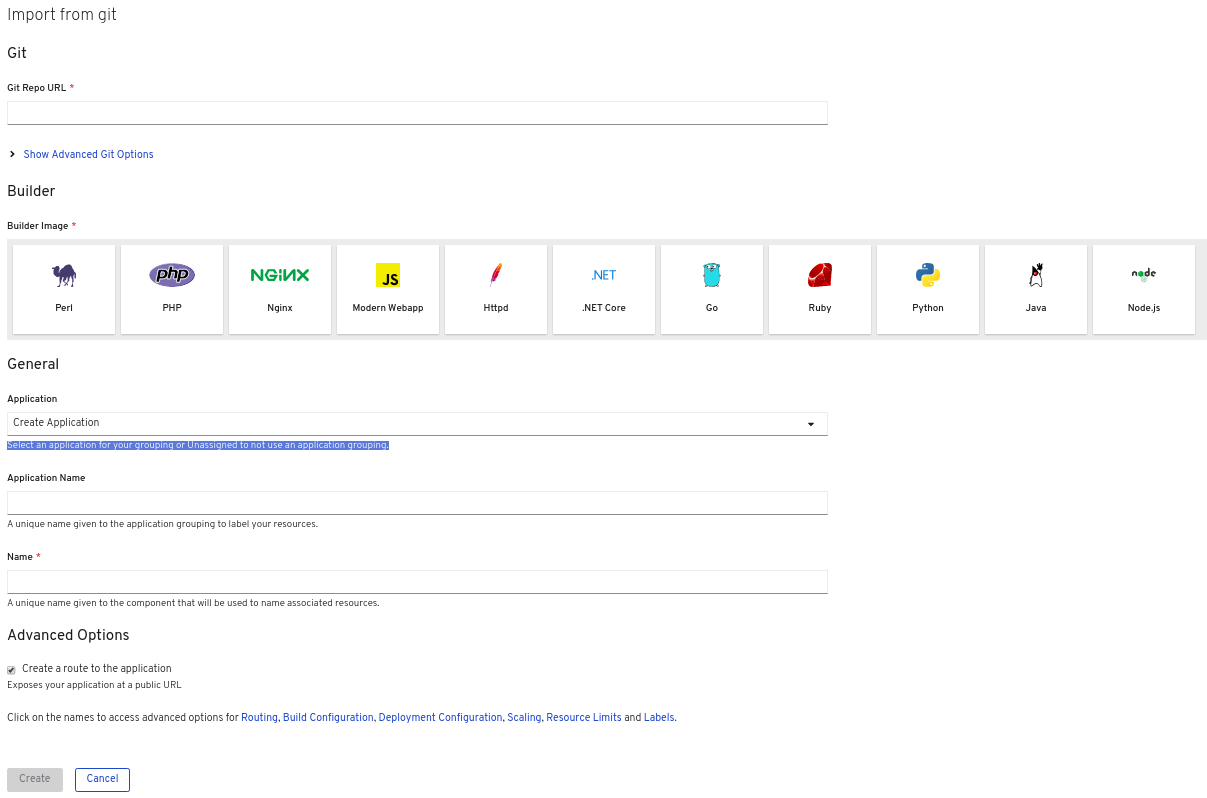 Import from git
Git
Git Repo URL *
Show Advanced Git Options
Builder
Builder Image *
php NGiNX JS .NET node
Perl PHP Nginx Modern Webapp Httpd .NET Core Go Ruby Python Java Node.js
General
Application
Create Application
Select an application for your grouping or Unassigned to not use an application grouping.
Application Name
A unique name given to the application grouping to label your resources.
Name *
A unique name given to the component that will be used to name associated resources.
Advanced Options
Create a route to the application
Exposes your application at a public URL
Click on the names to access advanced options for Routing, Build Configuration, Deployment Configuration, Scaling, Resource Limits and Labels.
Create Cancel